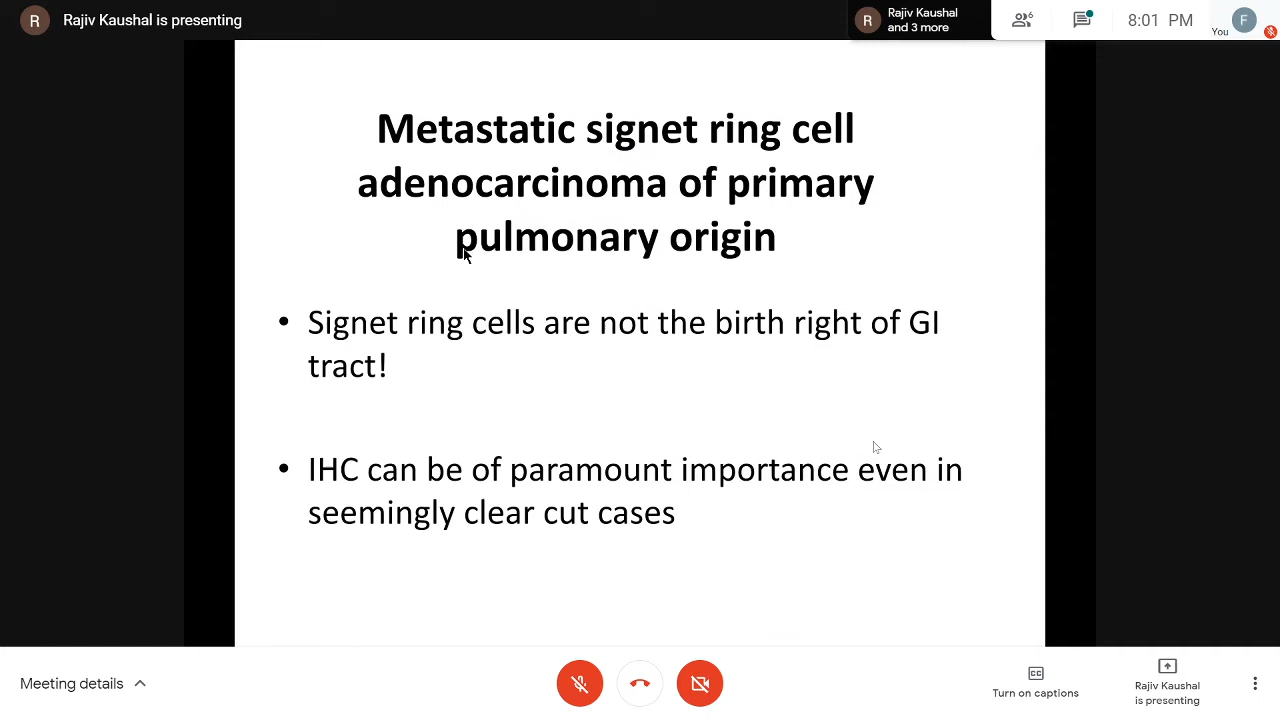 R
Rajiv Kaushal is presenting
R
Rajiv Kaushal
and 3 more
6
8:01 PM
You
F
Metastatic signet ring cell
adenocarcinoma of primary
pulmonary origin
• Signet ring cells are not the birth right of GI
tract!
• IHC can be of paramount importance even in
seemingly clear cut cases
Meeting details
CC
Turn on captions
Rajiv Kaushal
is presenting